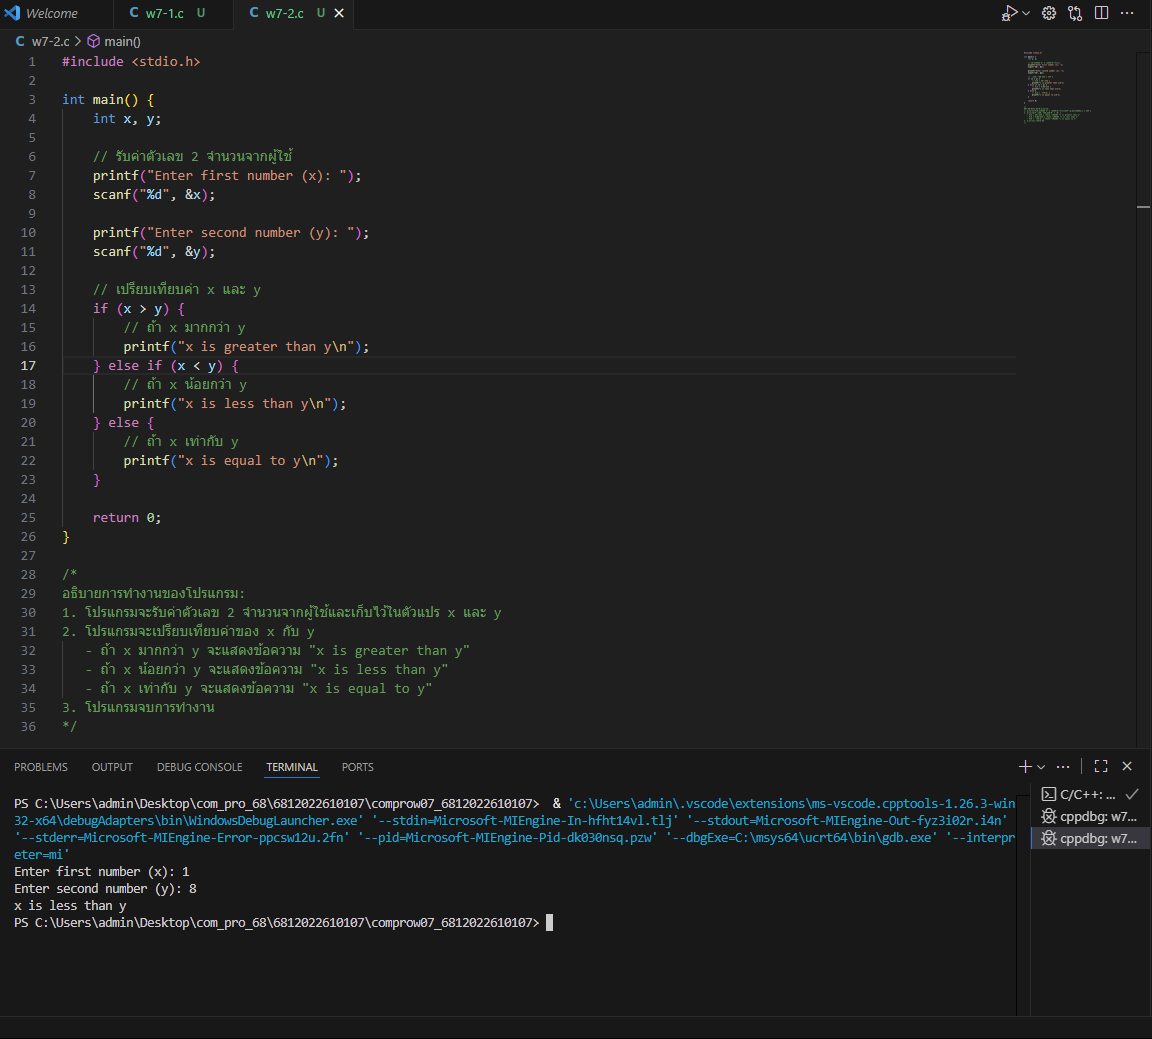 Welcome
C w7-1.c U
C w7-2.c U
C w7-2.c > main()
1 #include <stdio.h>
2
3 int main() {
4     int x, y;
5
6     // รับค่าตัวเลข 2 จำนวนจากผู้ใช้
7     printf("Enter first number (x): ");
8     scanf("%d", &x);
9
10     printf("Enter second number (y): ");
11     scanf("%d", &y);
12
13     // เปรียบเทียบค่า x และ y
14     if (x > y) {
15         // ถ้า x มากกว่า y
16         printf("x is greater than y\n");
17     } else if (x < y) {
18         // ถ้า x น้อยกว่า y
19         printf("x is less than y\n");
20     } else {
21         // ถ้า x เท่ากับ y
22         printf("x is equal to y\n");
23     }
24
25     return 0;
26 }
27
28 /*
29 อธิบายการทำงานของโปรแกรม:
30 1. โปรแกรมจะรับค่าตัวเลข 2 จำนวนจากผู้ใช้และเก็บไว้ในตัวแปร x และ y
31 2. โปรแกรมจะเปรียบเทียบค่าของ x กับ y
32    - ถ้า x มากกว่า y จะแสดงข้อความ "x is greater than y"
33    - ถ้า x น้อยกว่า y จะแสดงข้อความ "x is less than y"
34    - ถ้า x เท่ากับ y จะแสดงข้อความ "x is equal to y"
35 3. โปรแกรมจบการทำงาน
36 */
PROBLEMS OUTPUT DEBUG CONSOLE TERMINAL PORTS
PS C:\Users\admin\Desktop\com_pro_68\6812022610107\comprow07_6812022610107>  & 'c:\Users\admin\.vscode\extensions\ms-vscode.cpptools-1.26.3-win
32-x64\debugAdapters\bin\WindowsDebugLauncher.exe' '--stdin=Microsoft-MIEngine-In-hfht14vl.tlj' '--stdout=Microsoft-MIEngine-Out-fyz3i02r.i4n'
'--stderr=Microsoft-MIEngine-Error-ppcsw12u.2fn' '--pid=Microsoft-MIEngine-Pid-dk030nsq.pzw' '--dbgExe=C:\msys64\ucrt64\bin\gdb.exe' '--interpr
eter=mi'
Enter first number (x): 1
Enter second number (y): 8
x is less than y
PS C:\Users\admin\Desktop\com_pro_68\6812022610107\comprow07_6812022610107>
C/C++: ...
cppdbg: w7...
cppdbg: w7...